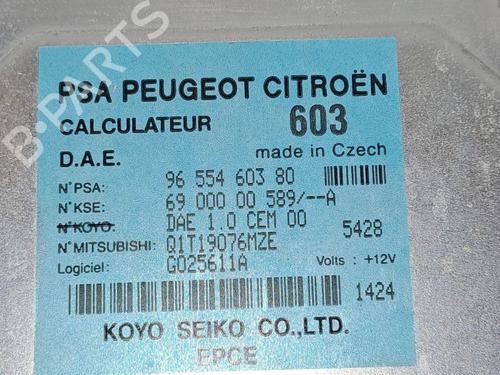 PSA PEUGEOT CITROËN
CALCULATEUR 603
D.A.E. made in Czech
N°PSA: 96 554 603 80
N°KSE: 69 000 00 589/--A
N°KOYO: DAE 1.0 CEM 00
N°MITSUBISHI: Q1T19076MZE 5428
Logiciel: G025611A Volts : +12V
1424
KOYO SEIKO CO.,LTD.
EPCE
B-PARTS